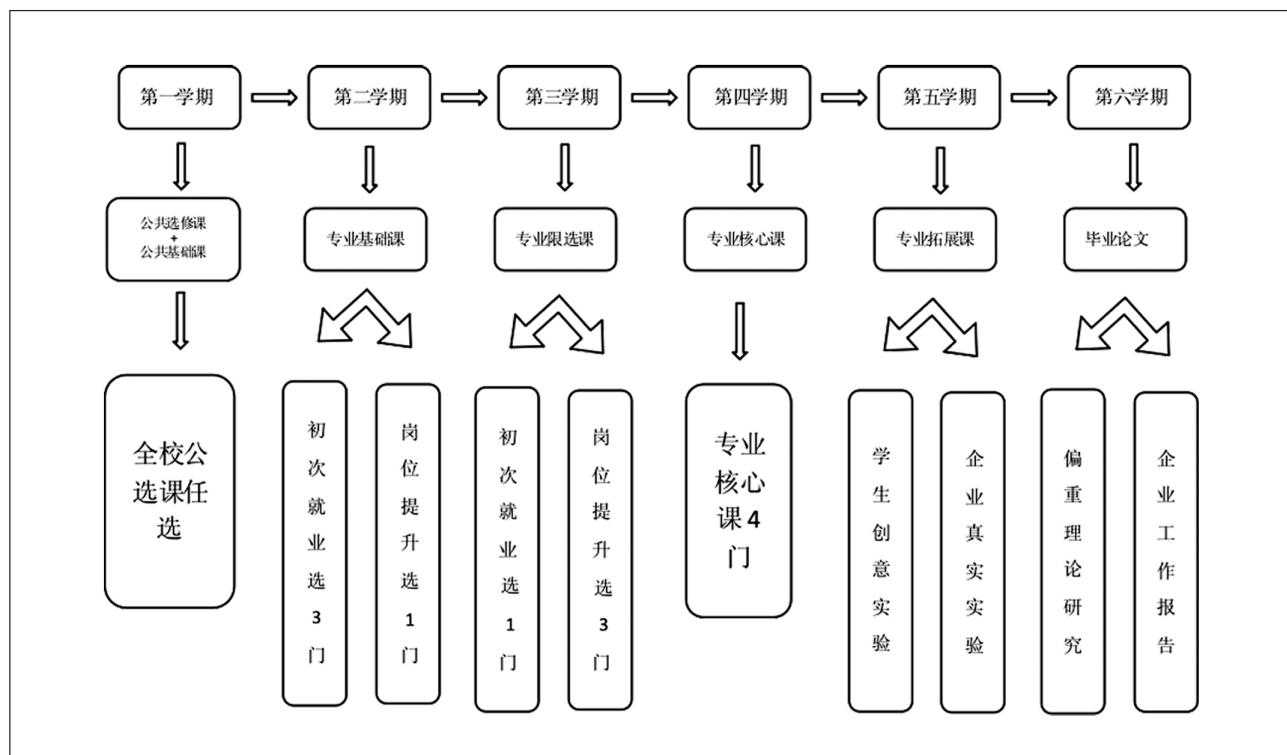 第一学期
第二学期
第三学期
第四学期
第五学期
第六学期
公共选修课
+
公共基础课
专业基础课
专业限选课
专业核心课
专业拓展课
毕业论文
全校公
选课任
选
初次就业选3门
岗位提升选1门
初次就业选1门
岗位提升选3门
专业
核心
课4
门
学生创意实验
企业真实实验
偏重理论研究
企业工作报告